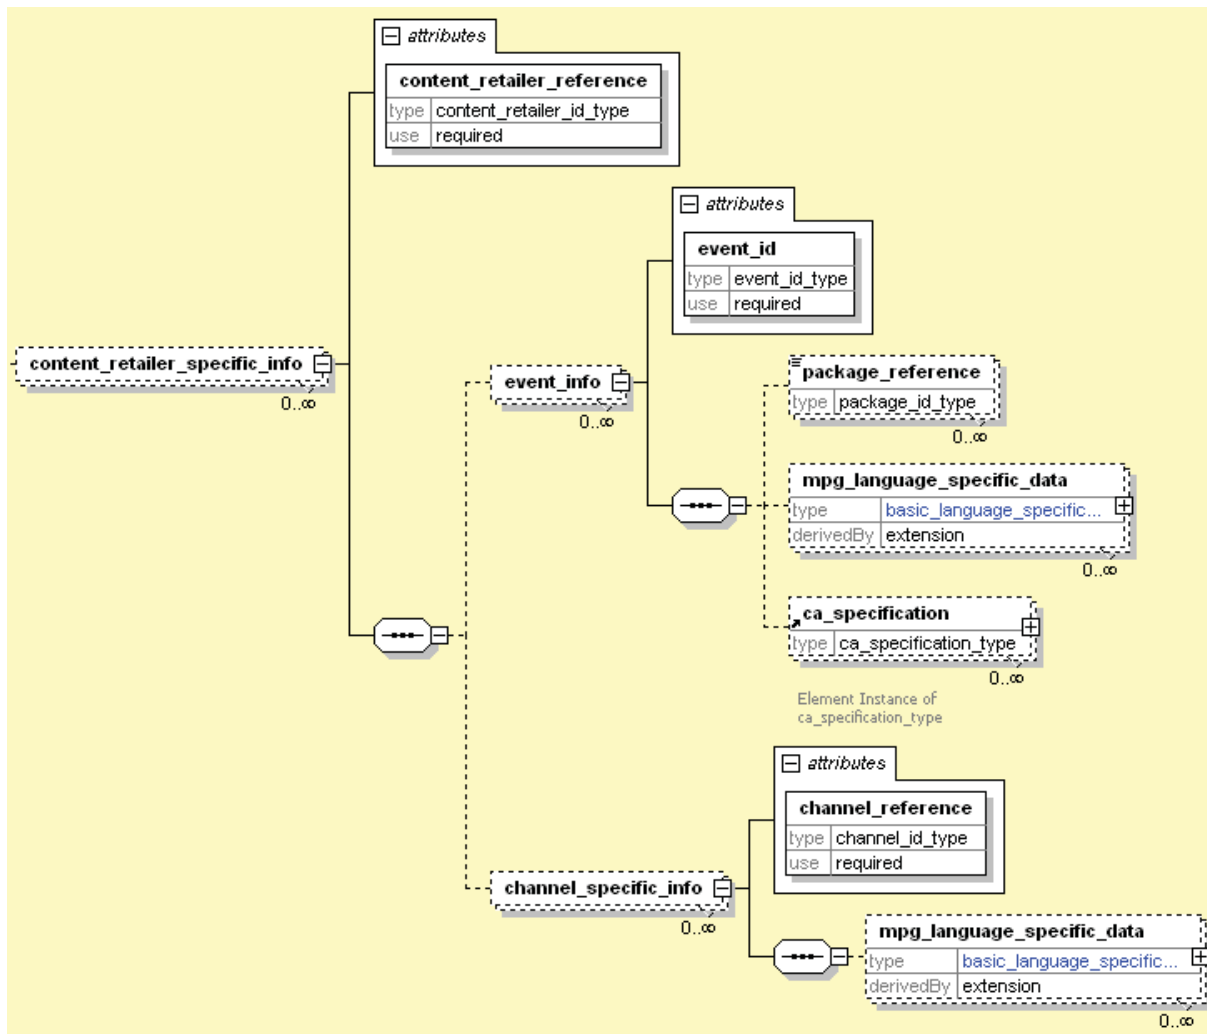 attributes
content_retailer_reference
type content_retailer_id_type
use required
attributes
event_id
type event_id_type
use required
content_retailer_specific_info
0..∞
event_info
0..∞
package_reference
type package_id_type
0..∞
mpg_language_specific_data
type basic_language_specific...
derivedBy extension
0..∞
ca_specification
type ca_specification_type
0..∞
Element Instance of
ca_specification_type
attributes
channel_reference
type channel_id_type
use required
channel_specific_info
0..∞
mpg_language_specific_data
type basic_language_specific...
derivedBy extension
0..∞